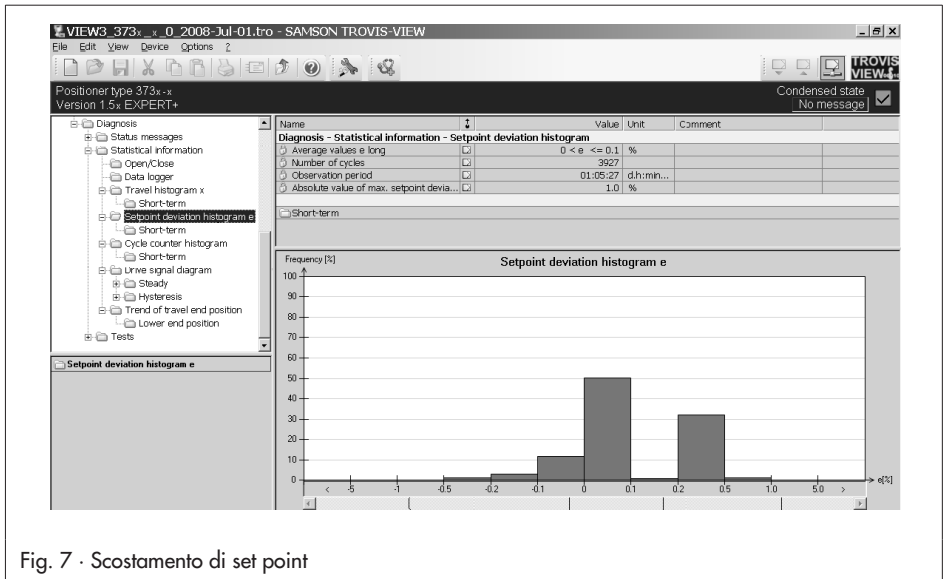 VIEW3_373x_x_0_2008-Jul-01.tro - SAMSON TROVIS-VIEW
File Edit View Device Options ?
TROVIS
VIEW
Positioner type 373x-x
Version 1.5x EXPERT+
Condensed state
No message
Diagnosis
Status messages
Statistical information
Open/Close
Data logger
Travel histogram x
Short-term
Setpoint deviation histogram e
Short-term
Cycle counter histogram
Short-term
Drive signal diagram
Steady
Hysteresis
Trend of travel end position
Lower end position
Tests
Setpoint deviation histogram e
Name Value Unit Comment
Diagnosis - Statistical information - Setpoint deviation histogram
Average values e long 0 < e <= 0.1 %
Number of cycles 3927
Observation period 01:05:27 d.h:min...
Absolute value of max. setpoint devia... 1.0 %
Short-term
Frequency [%]
Setpoint deviation histogram e
100
90
80
70
60
50
40
30
20
10
0
< -5 -1 -0.5 -0.2 -0.1 0 0.1 0.2 0.5 1.0 5.0 > e[%]
Fig. 7 · Scostamento di set point